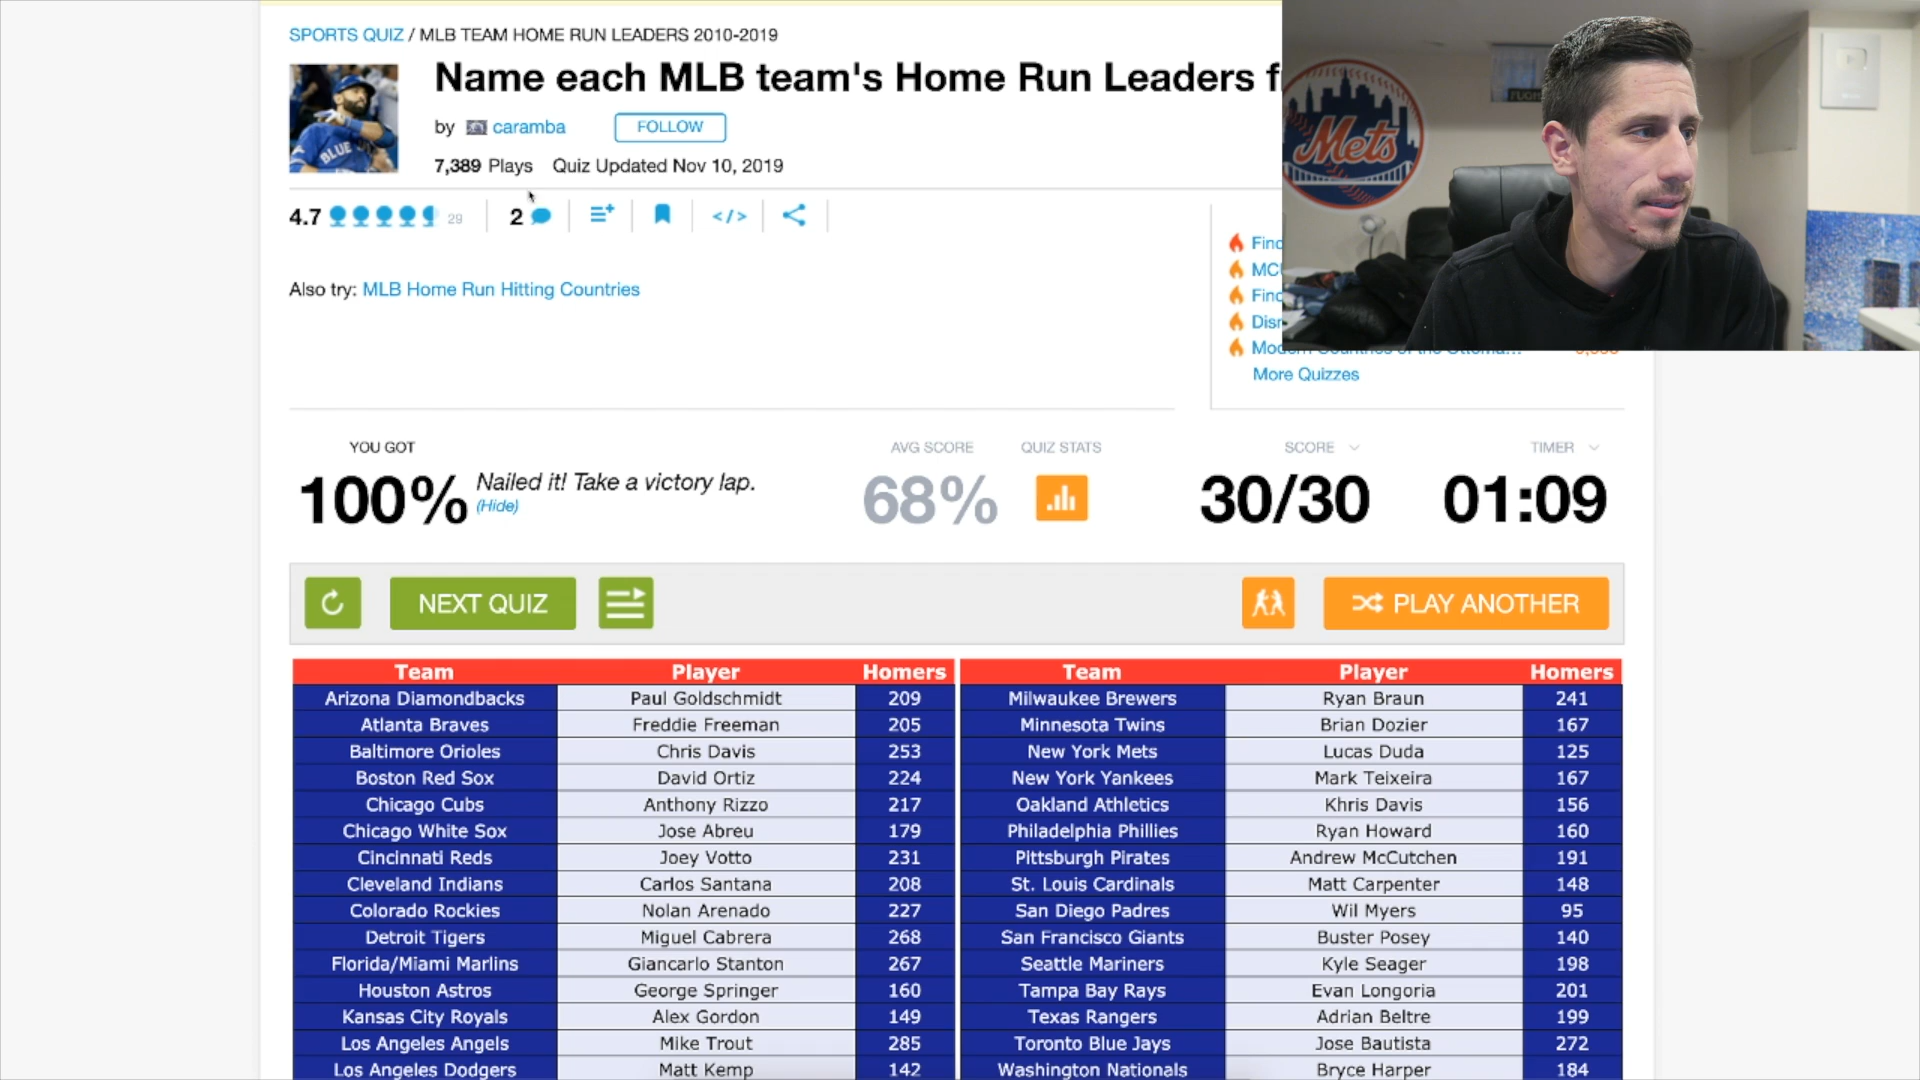 SPORTS QUIZ / MLB TEAM HOME RUN LEADERS 2010-2019
Name each MLB team's Home Run Leaders f
by caramba FOLLOW
7,389 Plays Quiz Updated Nov 10, 2019
BLUE
Mets
4.7 29 2 </>
Also try: MLB Home Run Hitting Countries
Find
MC
Find
Disn
Modern Countries of the Ottoma...
More Quizzes
YOU GOT AVG SCORE QUIZ STATS SCORE TIMER
100% Nailed it! Take a victory lap. 68% 30/30 01:09
(Hide)
NEXT QUIZ PLAY ANOTHER
Team Player Homers Team Player Homers
Arizona Diamondbacks Paul Goldschmidt 209 Milwaukee Brewers Ryan Braun 241
Atlanta Braves Freddie Freeman 205 Minnesota Twins Brian Dozier 167
Baltimore Orioles Chris Davis 253 New York Mets Lucas Duda 125
Boston Red Sox David Ortiz 224 New York Yankees Mark Teixeira 167
Chicago Cubs Anthony Rizzo 217 Oakland Athletics Khris Davis 156
Chicago White Sox Jose Abreu 179 Philadelphia Phillies Ryan Howard 160
Cincinnati Reds Joey Votto 231 Pittsburgh Pirates Andrew McCutchen 191
Cleveland Indians Carlos Santana 208 St. Louis Cardinals Matt Carpenter 148
Colorado Rockies Nolan Arenado 227 San Diego Padres Wil Myers 95
Detroit Tigers Miguel Cabrera 268 San Francisco Giants Buster Posey 140
Florida/Miami Marlins Giancarlo Stanton 267 Seattle Mariners Kyle Seager 198
Houston Astros George Springer 160 Tampa Bay Rays Evan Longoria 201
Kansas City Royals Alex Gordon 149 Texas Rangers Adrian Beltre 199
Los Angeles Angels Mike Trout 285 Toronto Blue Jays Jose Bautista 272
Los Angeles Dodgers Matt Kemp 142 Washington Nationals Bryce Harper 184